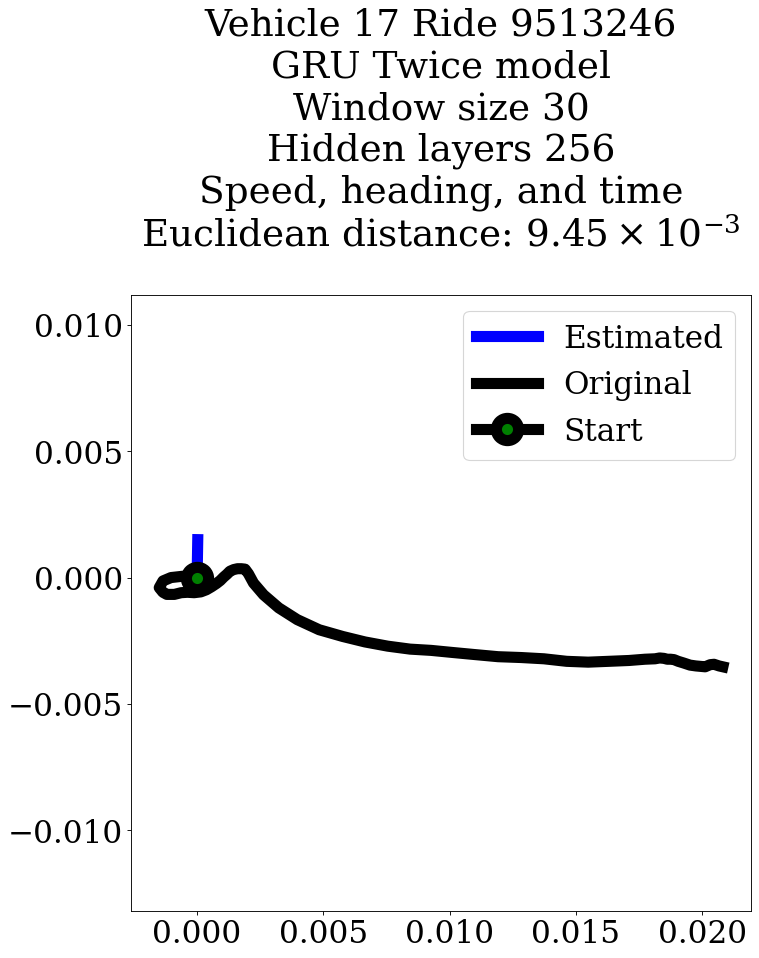 Vehicle 17 Ride 9513246
GRU Twice model
Window size 30
Hidden layers 256
Speed, heading, and time
Euclidean distance: 9.45 × 10⁻³
Estimated
Original
Start
0.010
0.005
0.000
−0.005
−0.010
0.000 0.005 0.010 0.015 0.020